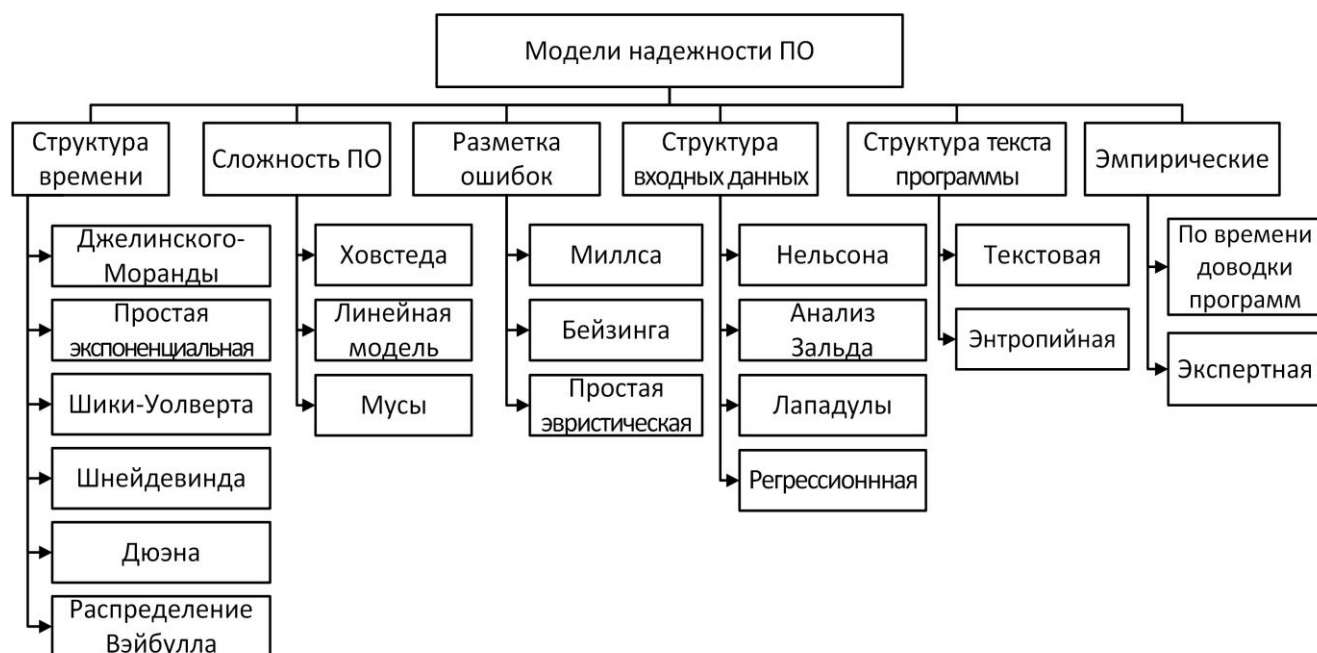 Модели надежности ПО
Структура
времени
Сложность ПО
Разметка
ошибок
Структура
входных данных
Структура текста
программы
Эмпирические
Джелинского-
Моранды
Простая
экспоненциальная
Шики-Уолверта
Шнейдевинда
Дюэна
Распределение
Вэйбулла
Ховстеда
Линейная
модель
Мусы
Миллса
Бейзинга
Простая
эвристическая
Нельсона
Анализ
Зальда
Лападулы
Регрессионнная
Текстовая
Энтропийная
По времени
доводки
программ
Экспертная